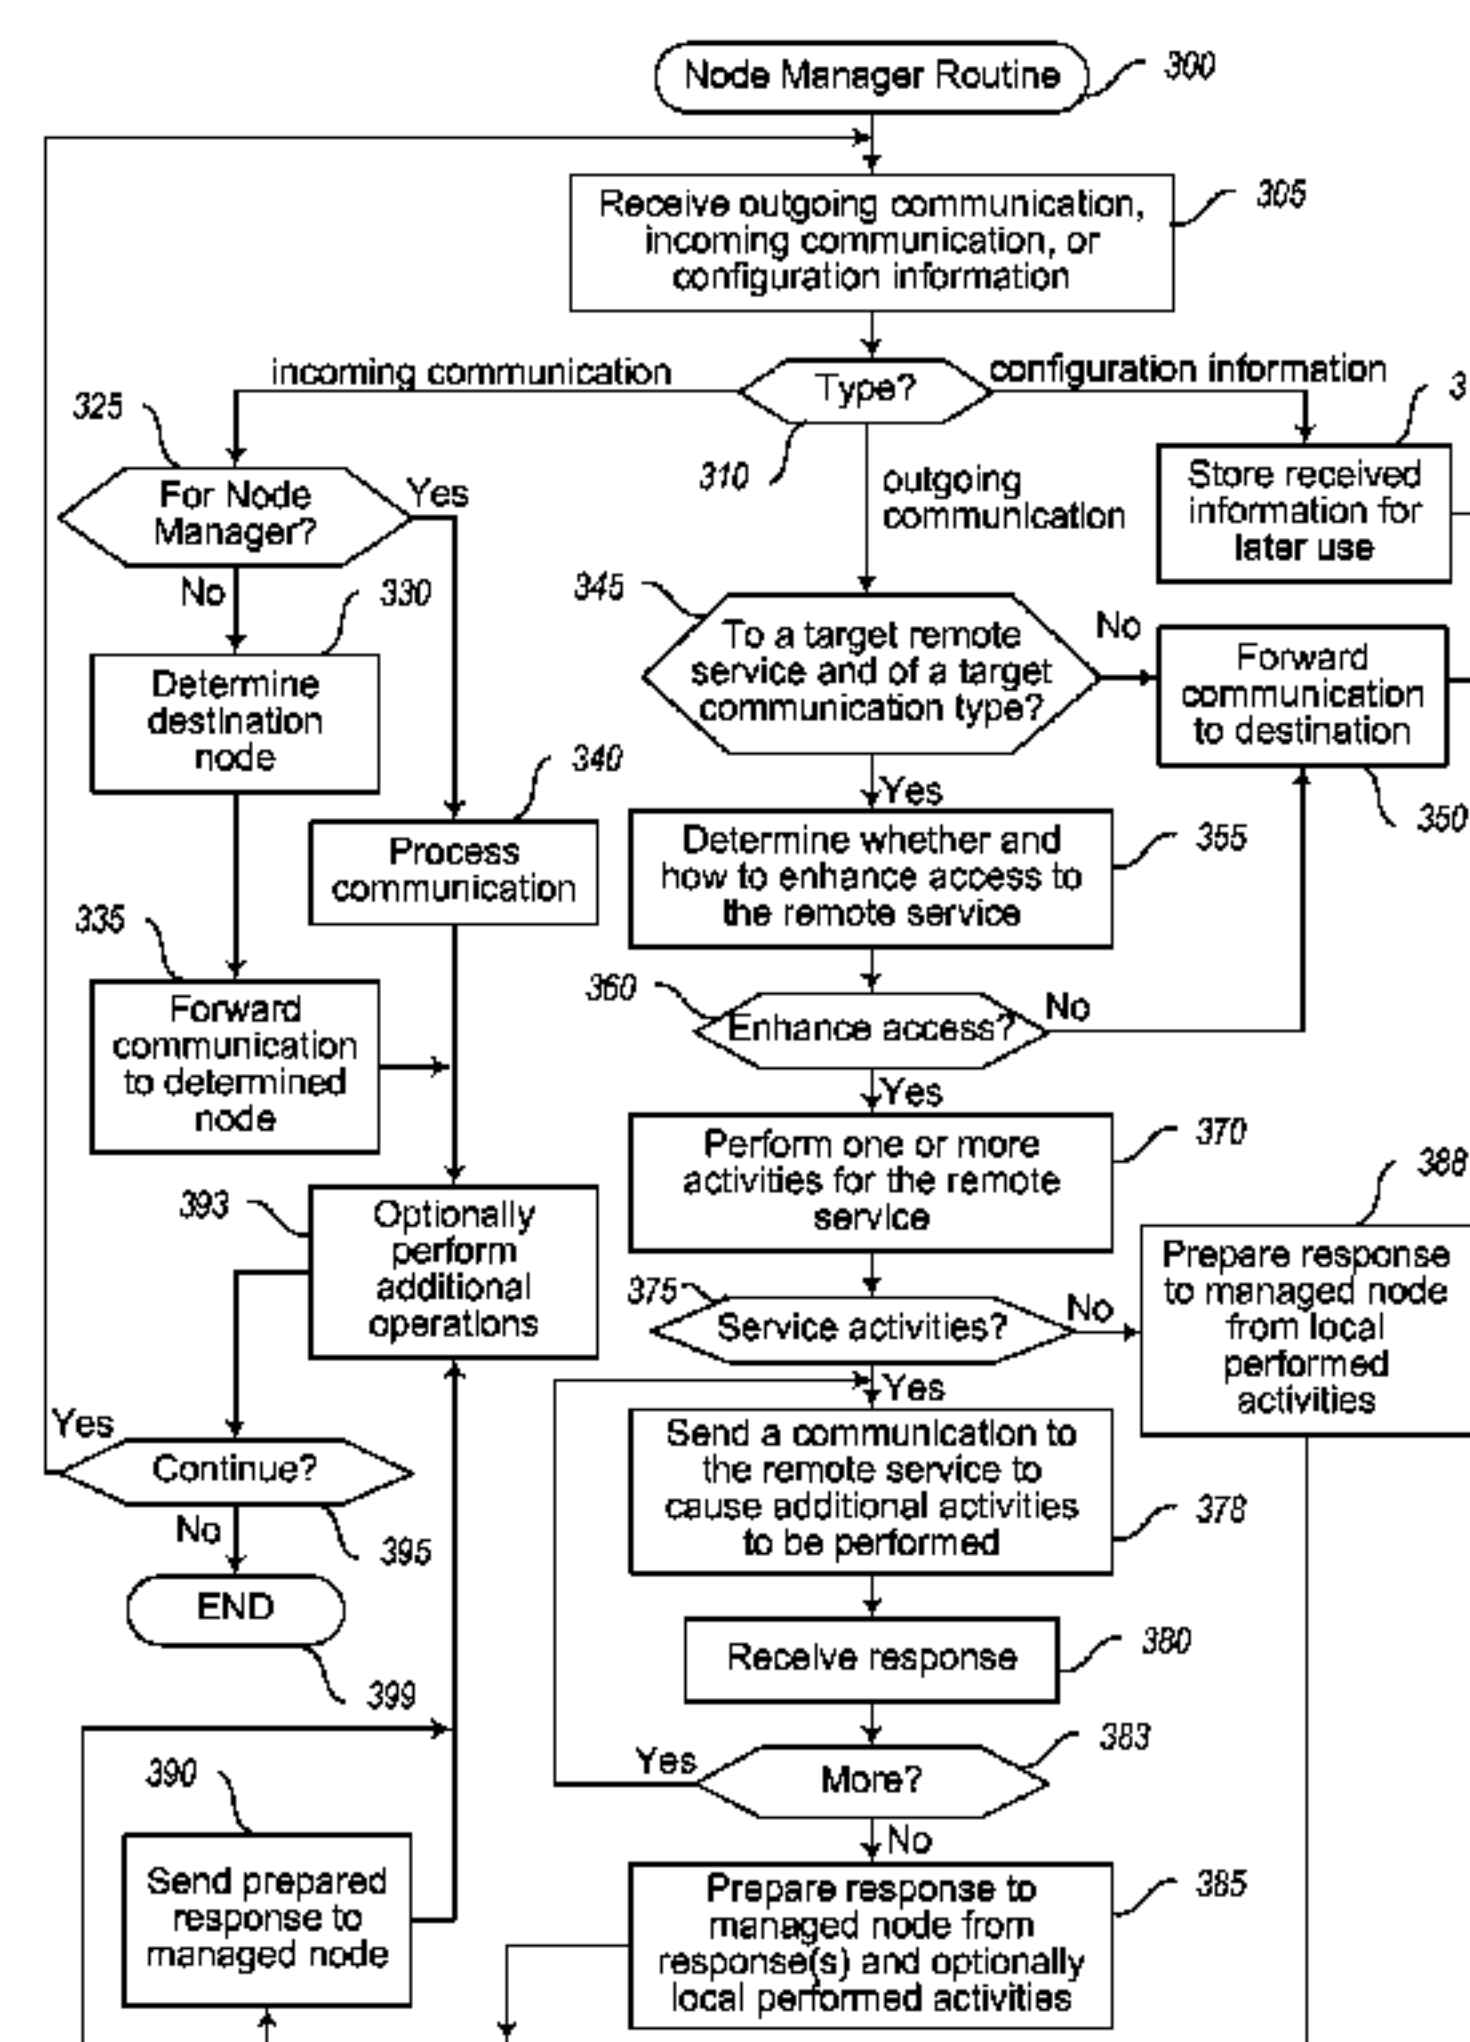 Node Manager Routine
300
Receive outgoing communication,
incoming communication, or
configuration information
305
incoming communication
Type?
configuration information
310
outgoing
communication
325
For Node
Manager?
Yes
No
3
Store received
information for
later use
330
Determine
destination
node
345
To a target remote
service and of a target
communication type?
No
Yes
Forward
communication
to destination
350
340
Process
communication
355
Determine whether and
how to enhance access to
the remote service
335
Forward
communication
to determined
node
360
Enhance access?
No
Yes
370
Perform one or more
activities for the remote
service
388
Prepare response
to managed node
from local
performed
activities
393
Optionally
perform
additional
operations
375
Service activities?
No
Yes
Send a communication to
the remote service to
cause additional activities
to be performed
378
Yes
Continue?
No
395
END
399
Receive response
380
More?
383
Yes
No
390
Send prepared
response to
managed node
Prepare response to
managed node from
response(s) and optionally
local performed activities
385